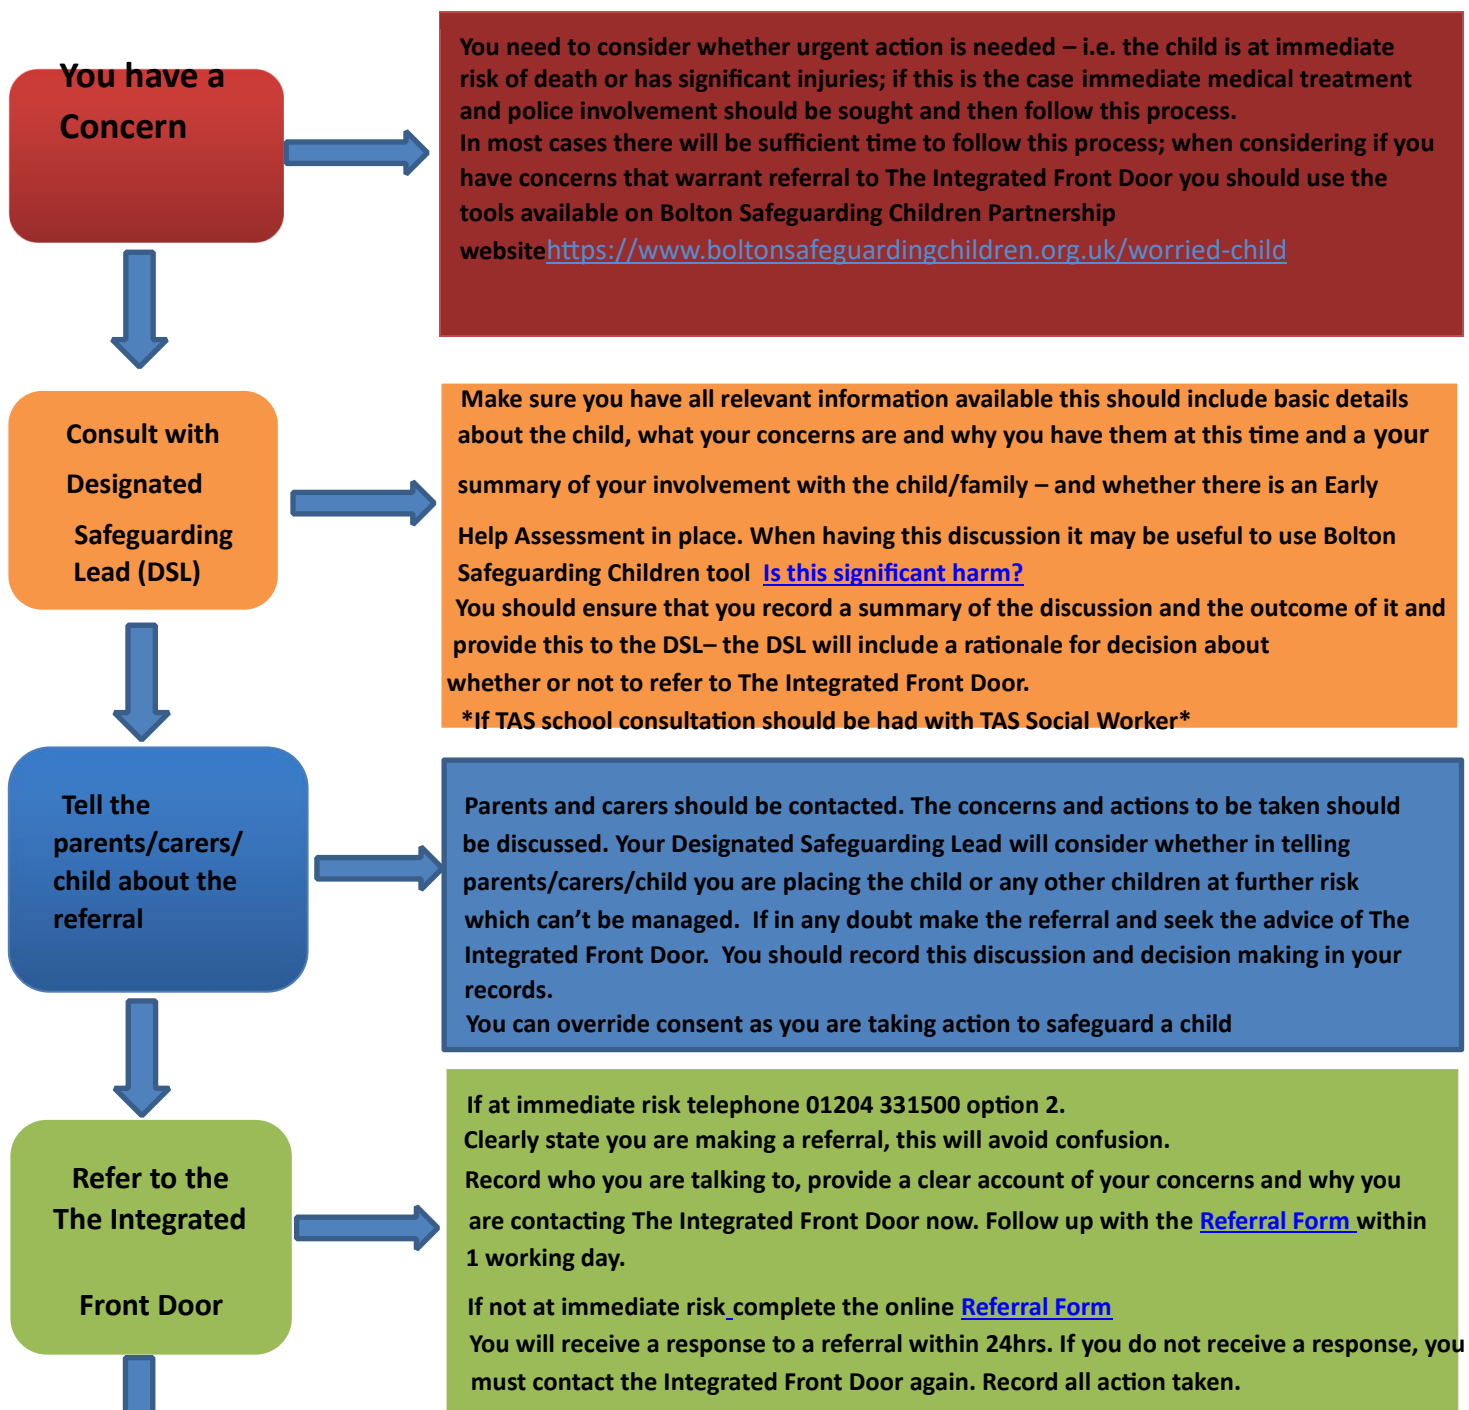 You have a
Concern
You need to consider whether urgent action is needed – i.e. the child is at immediate
risk of death or has significant injuries; if this is the case immediate medical treatment
and police involvement should be sought and then follow this process.
In most cases there will be sufficient time to follow this process; when considering if you
have concerns that warrant referral to The Integrated Front Door you should use the
tools available on Bolton Safeguarding Children Partnership
websitehttps://www.boltonsafeguardingchildren.org.uk/worried-child
Consult with
Designated
Safeguarding
Lead (DSL)
Make sure you have all relevant information available this should include basic details
about the child, what your concerns are and why you have them at this time and a your
summary of your involvement with the child/family – and whether there is an Early
Help Assessment in place. When having this discussion it may be useful to use Bolton
Safeguarding Children tool Is this significant harm?
You should ensure that you record a summary of the discussion and the outcome of it and
provide this to the DSL– the DSL will include a rationale for decision about
whether or not to refer to The Integrated Front Door.
*If TAS school consultation should be had with TAS Social Worker*
Tell the
parents/carers/
child about the
referral
Parents and carers should be contacted. The concerns and actions to be taken should
be discussed. Your Designated Safeguarding Lead will consider whether in telling
parents/carers/child you are placing the child or any other children at further risk
which can’t be managed. If in any doubt make the referral and seek the advice of The
Integrated Front Door. You should record this discussion and decision making in your
records.
You can override consent as you are taking action to safeguard a child
Refer to the
The Integrated
Front Door
If at immediate risk telephone 01204 331500 option 2.
Clearly state you are making a referral, this will avoid confusion.
Record who you are talking to, provide a clear account of your concerns and why you
are contacting The Integrated Front Door now. Follow up with the Referral Form within
1 working day.
If not at immediate risk complete the online Referral Form
You will receive a response to a referral within 24hrs. If you do not receive a response, you
must contact the Integrated Front Door again. Record all action taken.